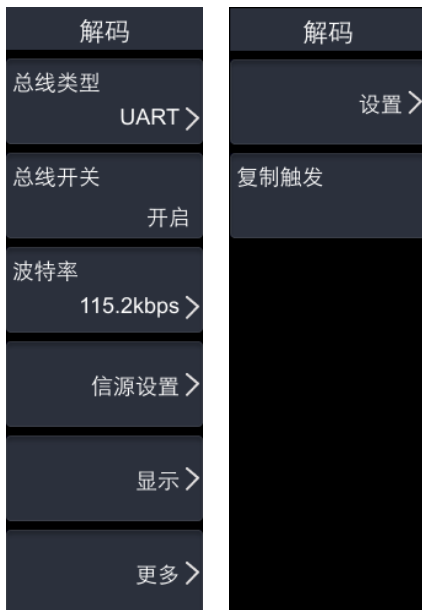 解码
总线类型
UART
总线开关
开启
波特率
115.2kbps
信源设置
显示
更多
解码
设置
复制触发